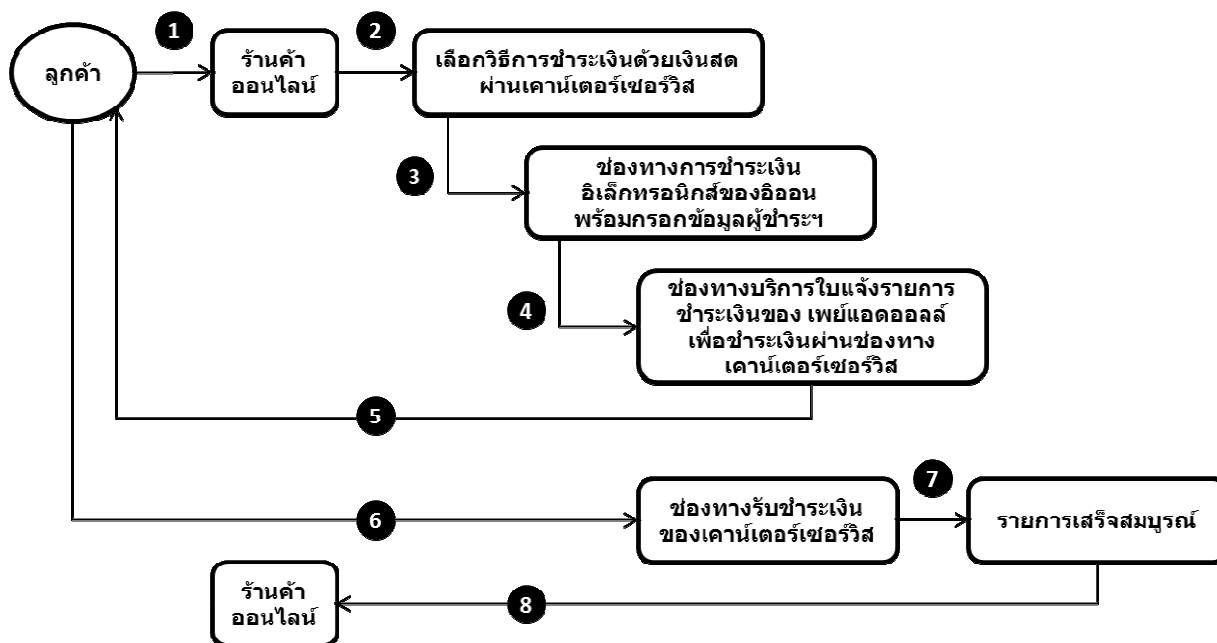 1
2
ลูกค้า
ร้านค้า
ออนไลน์
เลือกวิธีการชำระเงินด้วยเงินสด
ผ่านเคาน์เตอร์เซอร์วิส
3
ช่องทางการชำระเงิน
อิเล็กทรอนิกส์ของอิออน
พร้อมกรอกข้อมูลผู้ชำระฯ
4
ช่องทางบริการใบแจ้งรายการ
ชำระเงินของ เพย์แอดออลล์
เพื่อชำระเงินผ่านช่องทาง
เคาน์เตอร์เซอร์วิส
5
6
ช่องทางรับชำระเงิน
ของเคาน์เตอร์เซอร์วิส
7
รายการเสร็จสมบูรณ์
8
ร้านค้า
ออนไลน์